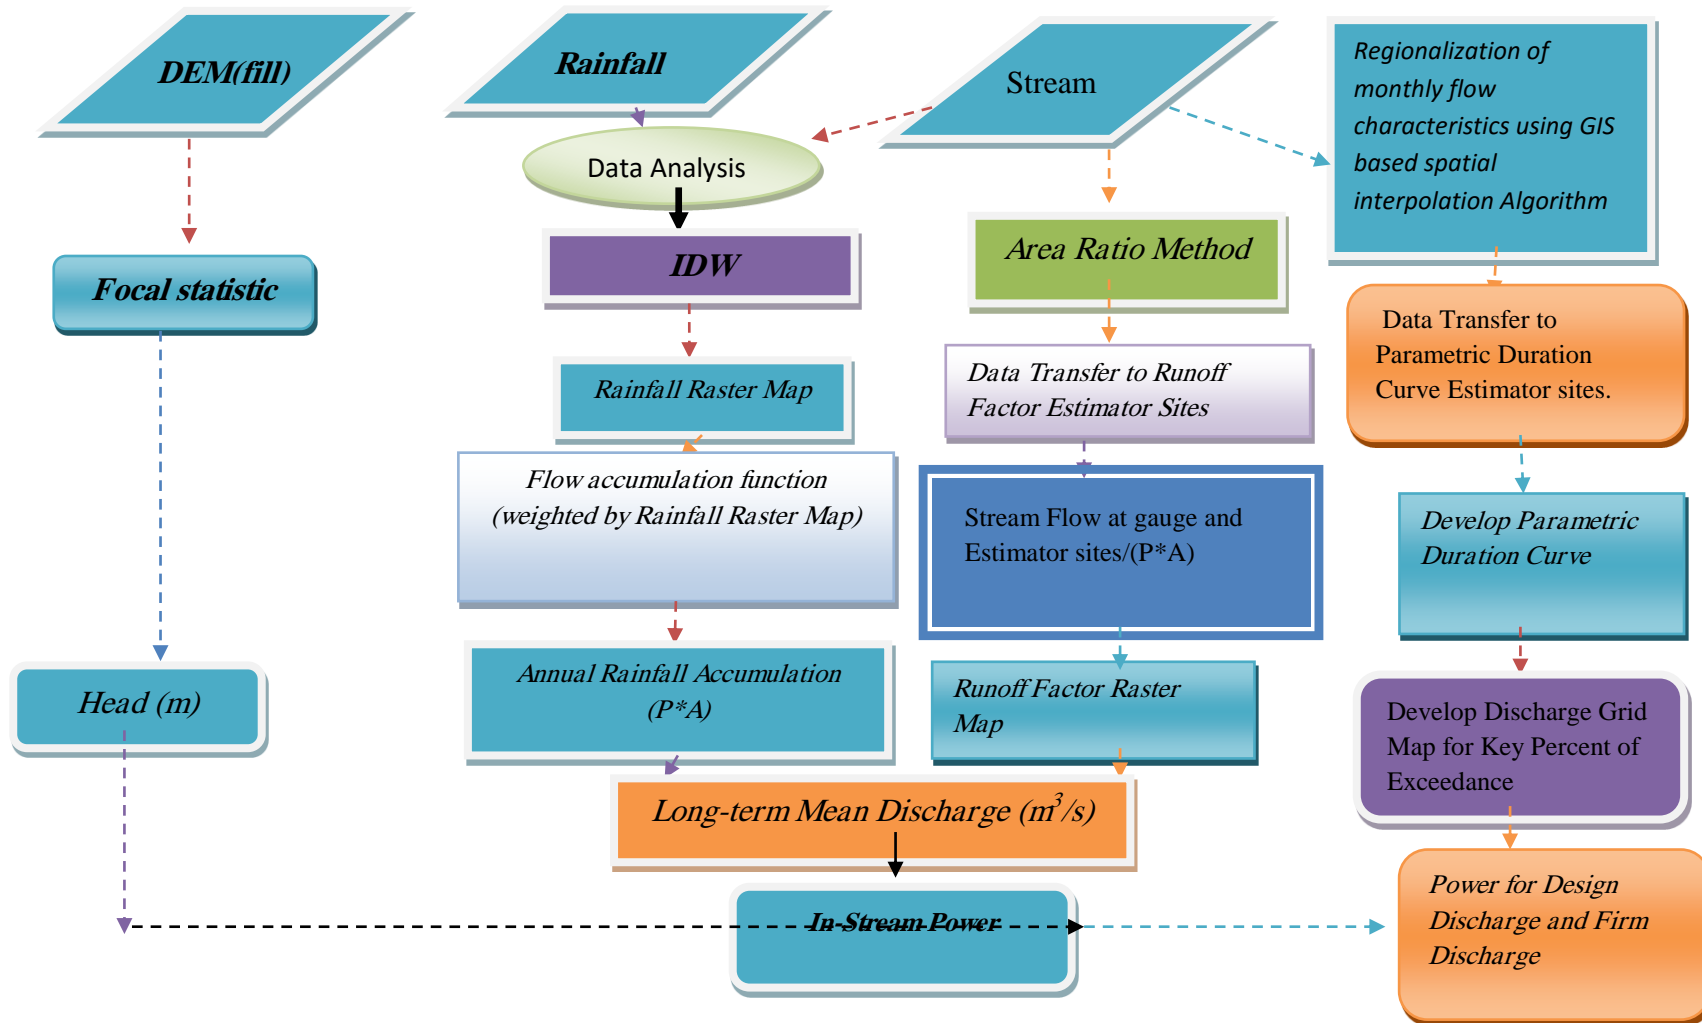 DEM(fill)
Rainfall
Stream
Regionalization of
monthly flow
characteristics using GIS
based spatial
interpolation Algorithm
Data Analysis
IDW
Area Ratio Method
Focal statistic
Data Transfer to
Parametric Duration
Curve Estimator sites.
Rainfall Raster Map
Data Transfer to Runoff
Factor Estimator Sites
Flow accumulation function
(weighted by Rainfall Raster Map)
Stream Flow at gauge and
Estimator sites/(P*A)
Develop Parametric
Duration Curve
Head (m)
Annual Rainfall Accumulation
(P*A)
Runoff Factor Raster
Map
Develop Discharge Grid
Map for Key Percent of
Exceedance
Long-term Mean Discharge (m³/s)
In-Stream Power
Power for Design
Discharge and Firm
Discharge